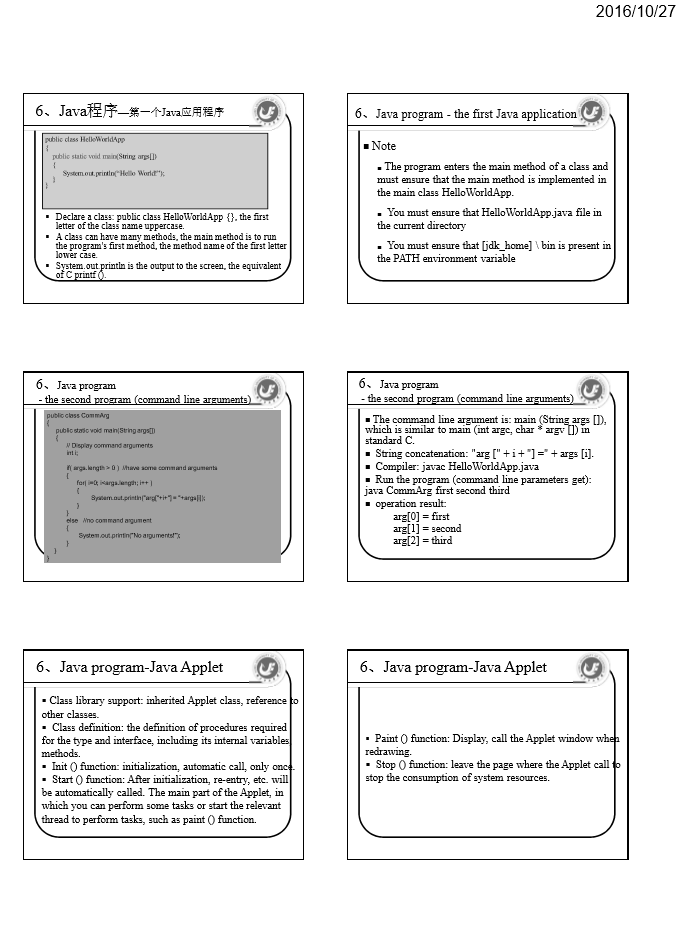 2016/10/27
6、Java程序—第一个Java应用程序
public class HelloWorldApp
{
public static void main(String args[])
{
System.out.println("Hello World!");
}
}
▪ Declare a class: public class HelloWorldApp {}, the first
letter of the class name uppercase.
▪ A class can have many methods, the main method is to run
the program's first method, the method name of the first letter
lower case.
▪ System.out.println is the output to the screen, the equivalent
of C printf ().
6、Java program - the first Java application
■ Note
■ The program enters the main method of a class and
must ensure that the main method is implemented in
the main class HelloWorldApp.
■ You must ensure that HelloWorldApp.java file in
the current directory
■ You must ensure that [jdk_home] \ bin is present in
the PATH environment variable
6、Java program
- the second program (command line arguments)
public class CommArg
{
public static void main(String args[])
{
// Display command arguments
int i;
if( args.length > 0 ) //have some command arguments
{
for( i=0; i<args.length; i++ )
{
System.out.println("arg["+i+"] = "+args[i]);
}
}
else //no command argument
{
System.out.println("No arguments!");
}
}
}
6、Java program
- the second program (command line arguments)
■ The command line argument is: main (String args []),
which is similar to main (int argc, char * argv []) in
standard C.
▪ String concatenation: "arg [" + i + "] =" + args [i].
▪ Compiler: javac HelloWorldApp.java
▪ Run the program (command line parameters get):
java CommArg first second third
▪ operation result:
arg[0] = first
arg[1] = second
arg[2] = third
6、Java program-Java Applet
▪ Class library support: inherited Applet class, reference to
other classes.
▪ Class definition: the definition of procedures required
for the type and interface, including its internal variables,
methods.
▪ Init () function: initialization, automatic call, only once.
▪ Start () function: After initialization, re-entry, etc. will
be automatically called. The main part of the Applet, in
which you can perform some tasks or start the relevant
thread to perform tasks, such as paint () function.
6、Java program-Java Applet
▪ Paint () function: Display, call the Applet window when
redrawing.
▪ Stop () function: leave the page where the Applet call to
stop the consumption of system resources.